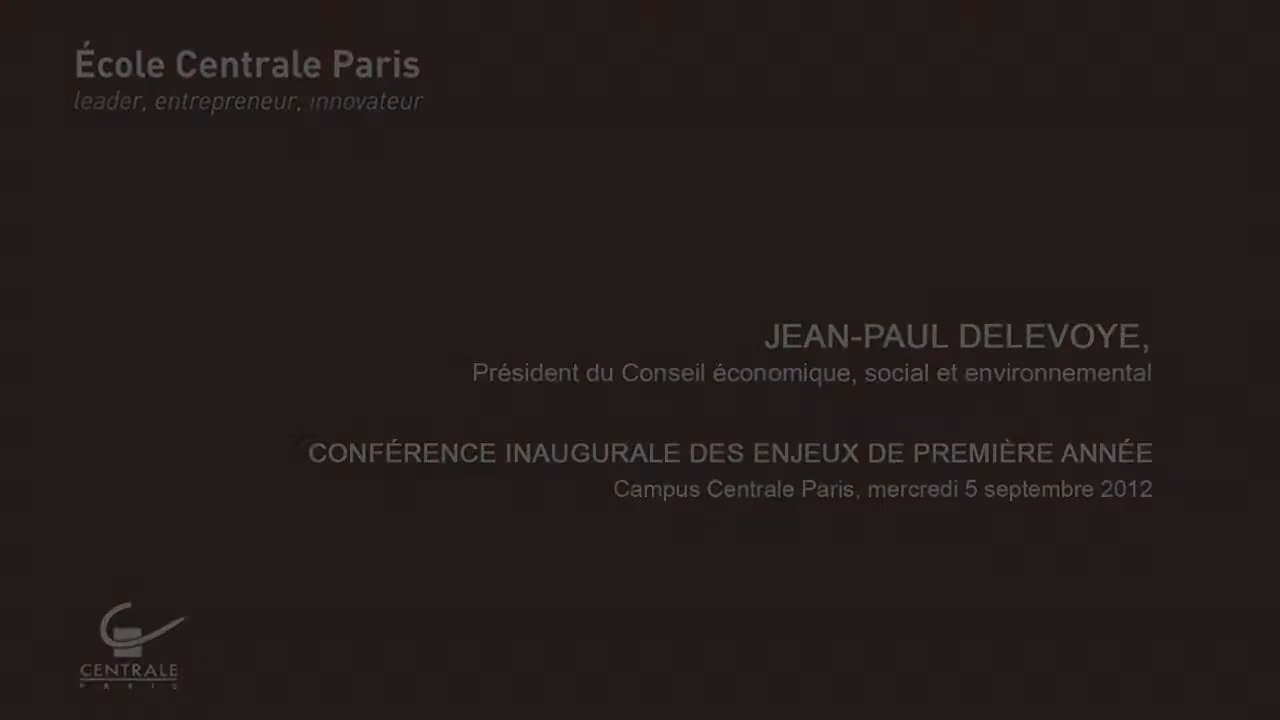 École Centrale Paris
leader, entrepreneur, innovateur
JEAN-PAUL DELEVOYE,
Président du Conseil économique, social et environnemental
CONFÉRENCE INAUGURALE DES ENJEUX DE PREMIÈRE ANNÉE
Campus Centrale Paris, mercredi 5 septembre 2012
CENTRALE
PARIS